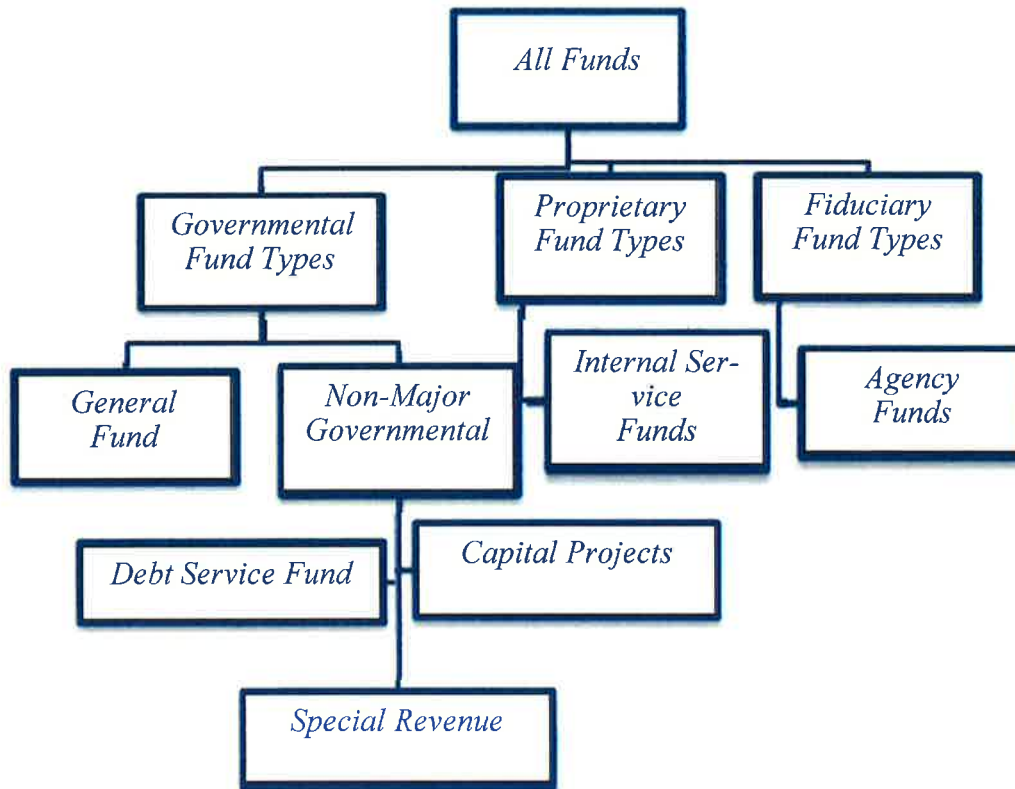 All Funds
Governmental
Fund Types
Proprietary
Fund Types
Fiduciary
Fund Types
General
Fund
Non-Major
Governmental
Internal Ser-
vice
Funds
Agency
Funds
Debt Service Fund
Capital Projects
Special Revenue